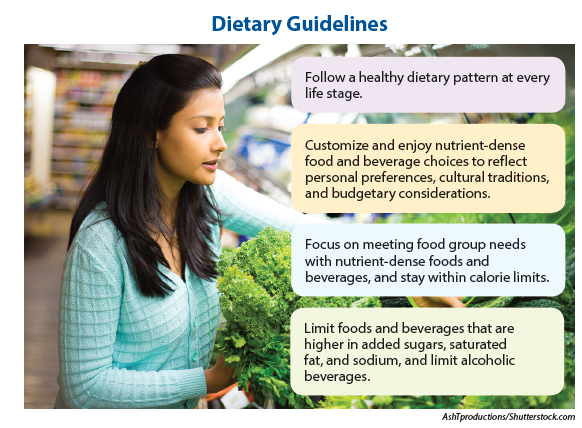 Dietary Guidelines
Follow a healthy dietary pattern at every
life stage.
Customize and enjoy nutrient-dense
food and beverage choices to reflect
personal preferences, cultural traditions,
and budgetary considerations.
Focus on meeting food group needs
with nutrient-dense foods and
beverages, and stay within calorie limits.
Limit foods and beverages that are
higher in added sugars, saturated
fat, and sodium, and limit alcoholic
beverages.
AshTproductions/Shutterstock.com